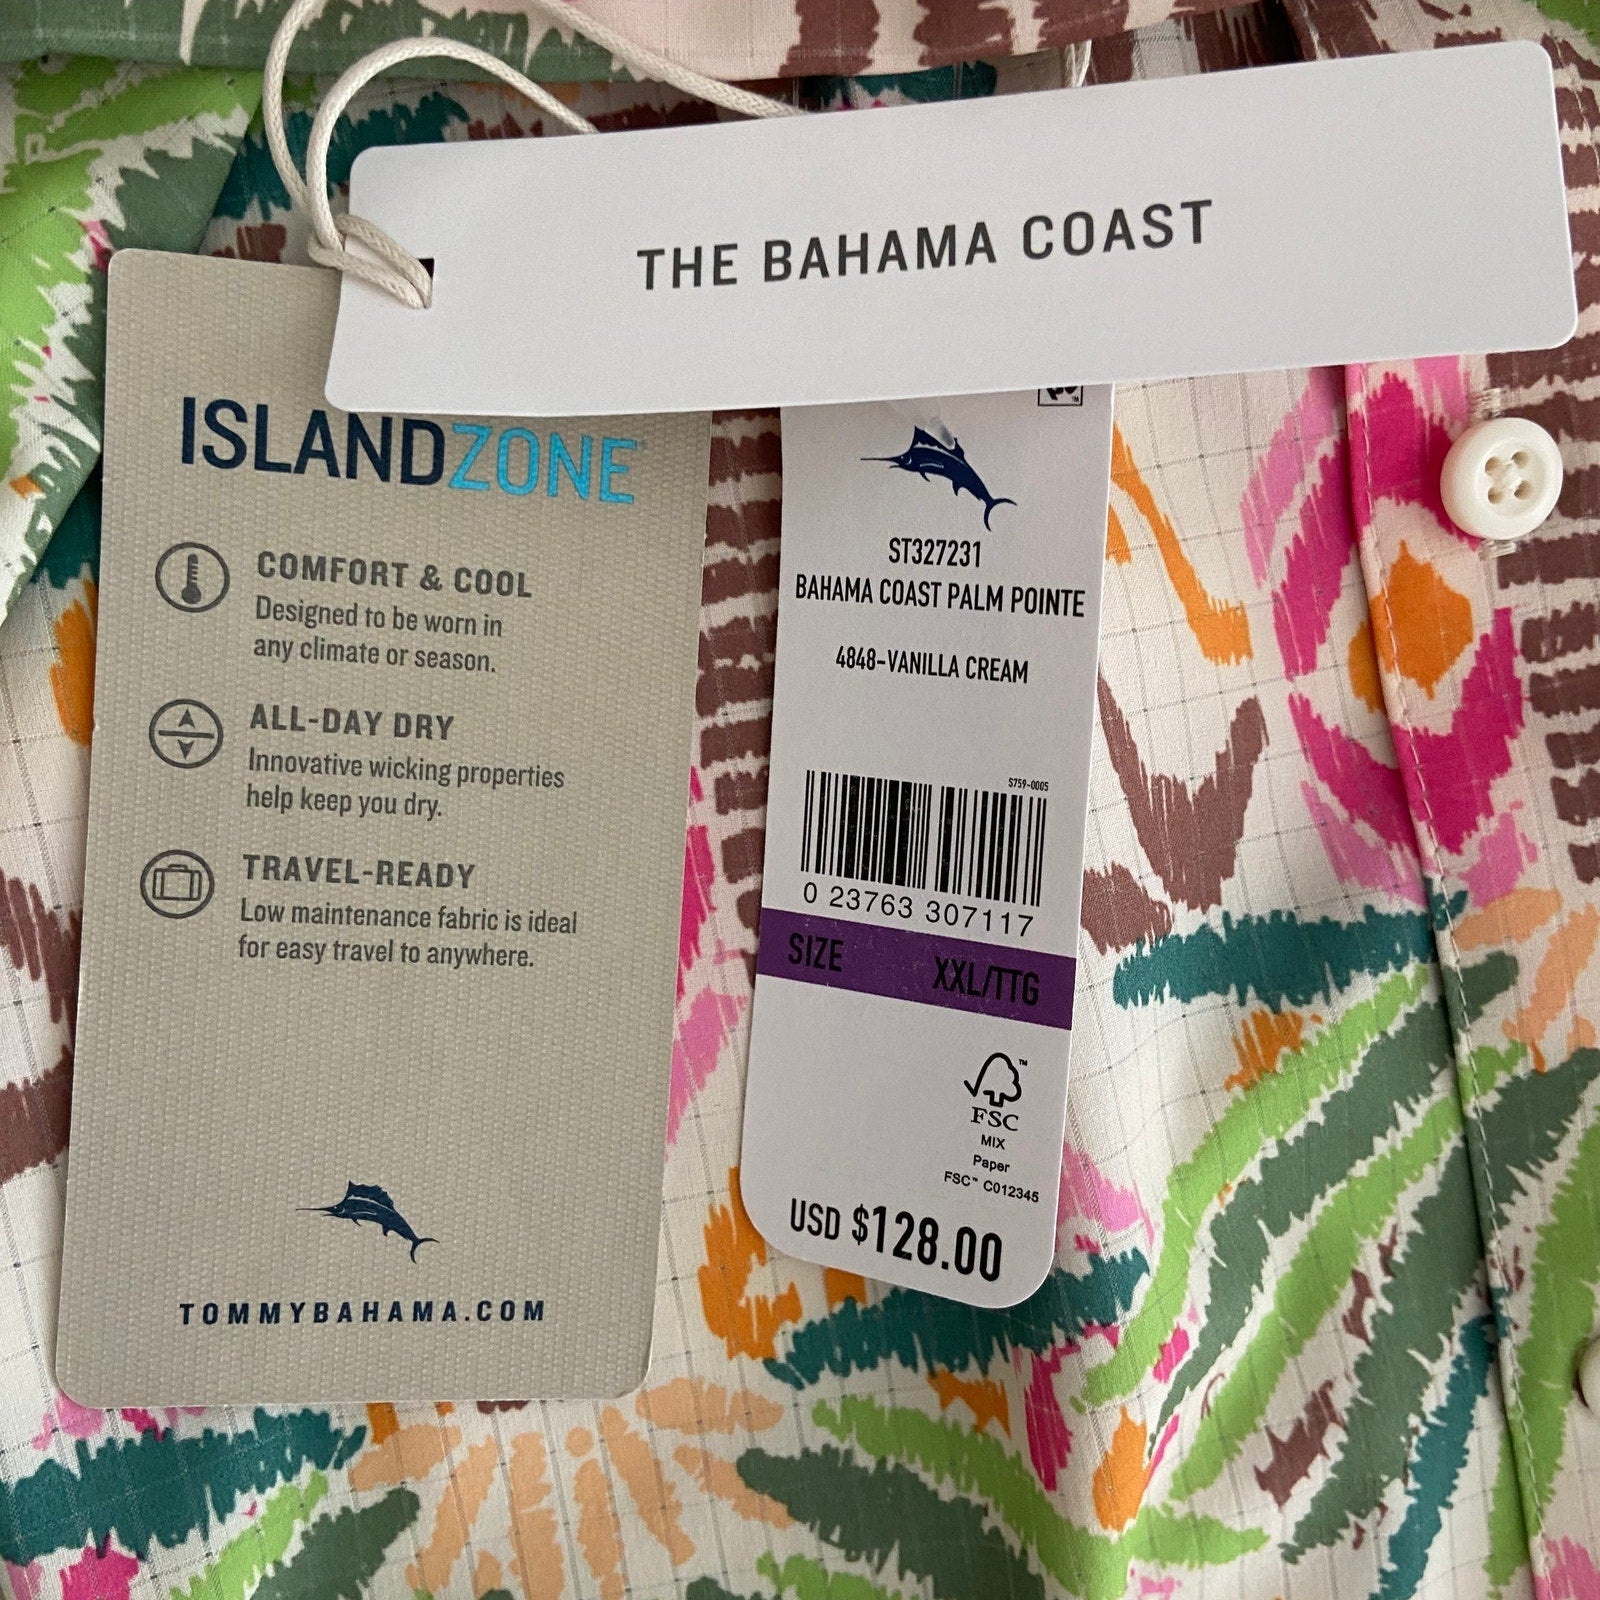 THE BAHAMA COAST
ISLANDZONE
COMFORT & COOL
Designed to be worn in
any climate or season.
ALL-DAY DRY
Innovative wicking properties
help keep you dry.
TRAVEL-READY
Low maintenance fabric is ideal
for easy travel to anywhere.
TOMMYBAHAMA.COM
ST327231
BAHAMA COAST PALM POINTE
4848-VANILLA CREAM
S759-0005
0 23763 307117
SIZE XXL/TTG
FSC™
MIX
Paper
FSC™ C012345
USD $128.00